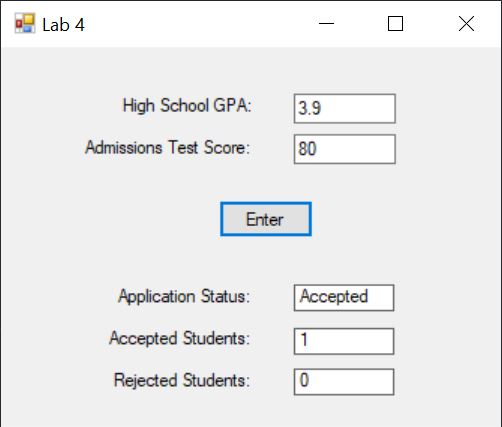 Lab 4
High School GPA: 3.9
Admissions Test Score: 80
Enter
Application Status: Accepted
Accepted Students: 1
Rejected Students: 0